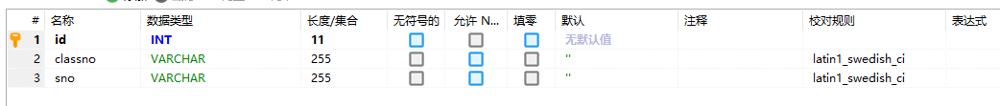 # 名称 数据类型 长度/集合 无符号的 允许 N... 填零 默认 注释 校对规则 表达式
1 id INT 11 无默认值
2 classno VARCHAR 255 '' latin1_swedish_ci
3 sno VARCHAR 255 '' latin1_swedish_ci